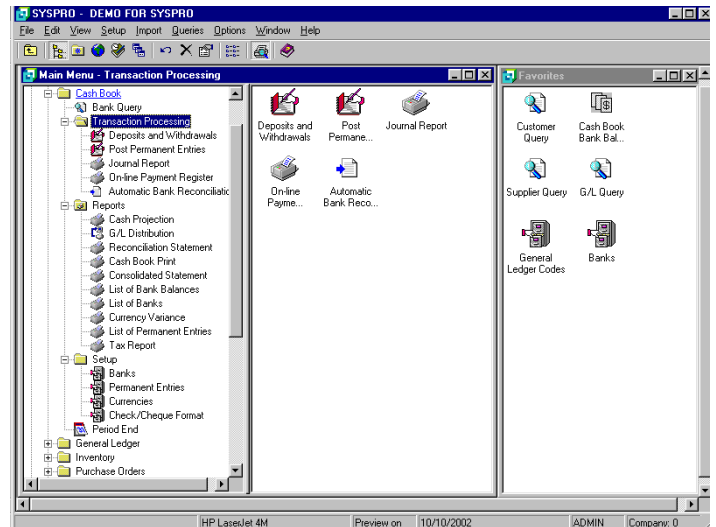 SYSPRO - DEMO FOR SYSPRO
File Edit View Setup Import Queries Options Window Help
Main Menu - Transaction Processing
Cash Book
Bank Query
Transaction Processing
Deposits and Withdrawals
Post Permanent Entries
Journal Report
On-line Payment Register
Automatic Bank Reconciliatic
Reports
Cash Projection
G/L Distribution
Reconciliation Statement
Cash Book Print
Consolidated Statement
List of Bank Balances
List of Banks
Currency Variance
List of Permanent Entries
Tax Report
Setup
Banks
Permanent Entries
Currencies
Check/Cheque Format
Period End
General Ledger
Inventory
Purchase Orders
Deposits and
Withdrawals
Post
Permane...
Journal Report
On-line
Payme...
Automatic
Bank Reco...
Favorites
Customer
Query
Cash Book
Bank Bal...
Supplier Query
G/L Query
General
Ledger Codes
Banks
HP LaserJet 4M
Preview on
10/10/2002
ADMIN
Company: 0